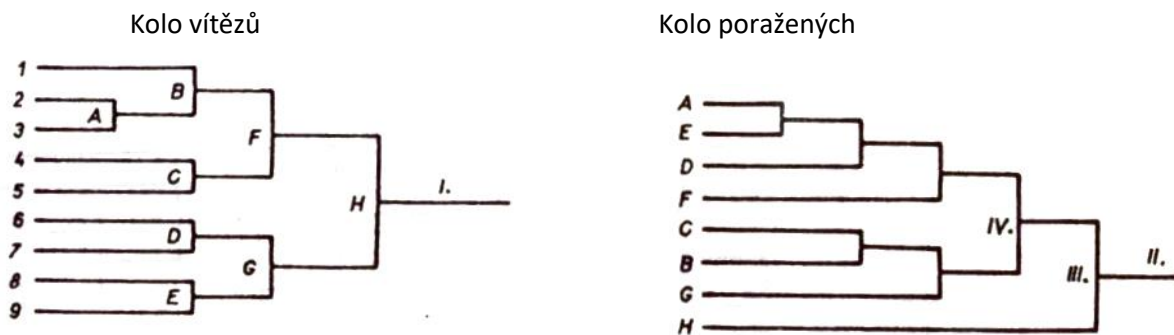 Kolo vítězů
Kolo poražených
1
2
3
4
5
6
7
8
9
A
B
C
D
E
F
G
H
I.
A
E
D
F
C
B
G
H
IV.
III.
II.